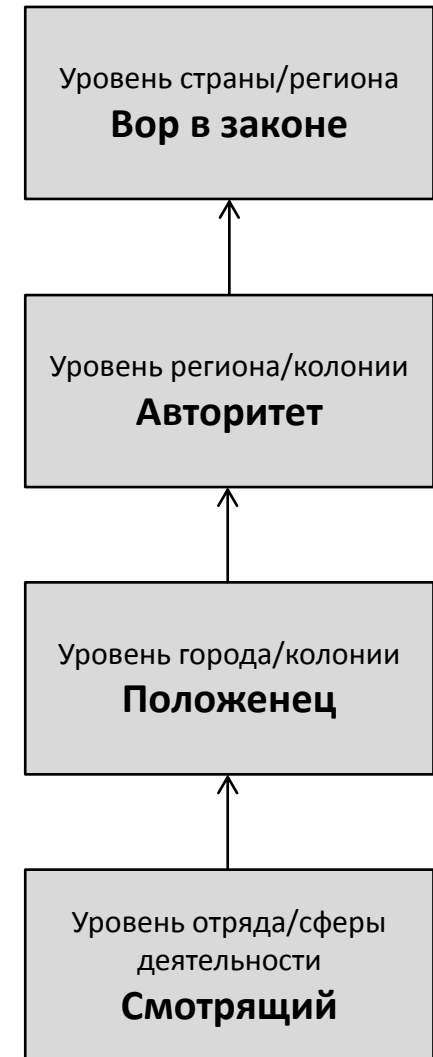 Уровень страны/региона
Вор в законе
Уровень региона/колонии
Авторитет
Уровень города/колонии
Положенец
Уровень отряда/сферы
деятельности
Смотрящий